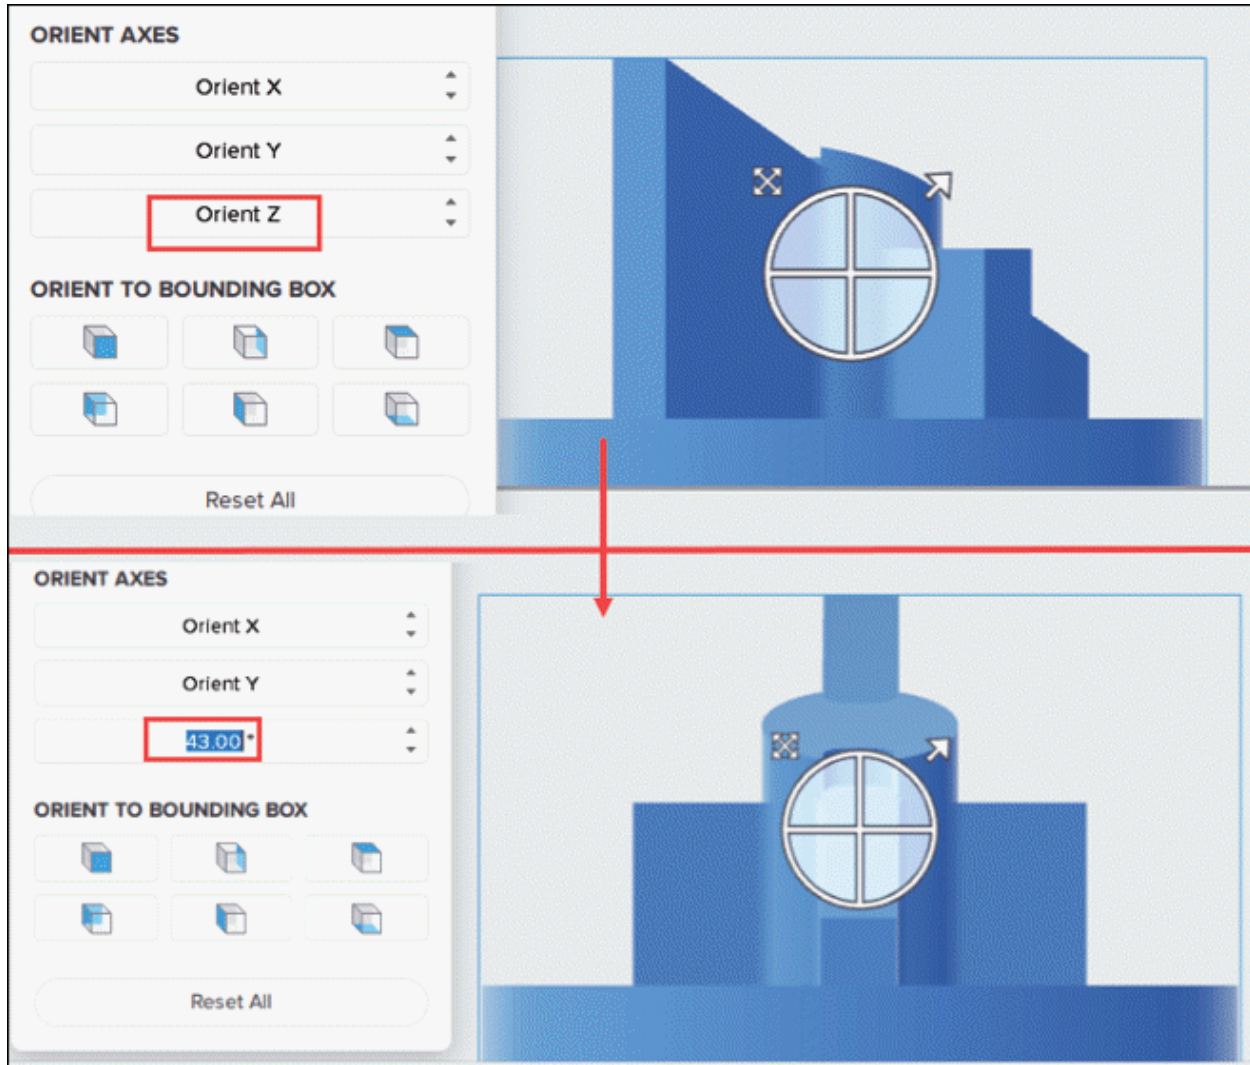 ORIENT AXES
Orient X
Orient Y
Orient Z
ORIENT TO BOUNDING BOX
Reset All
ORIENT AXES
Orient X
Orient Y
43.00 °
ORIENT TO BOUNDING BOX
Reset All